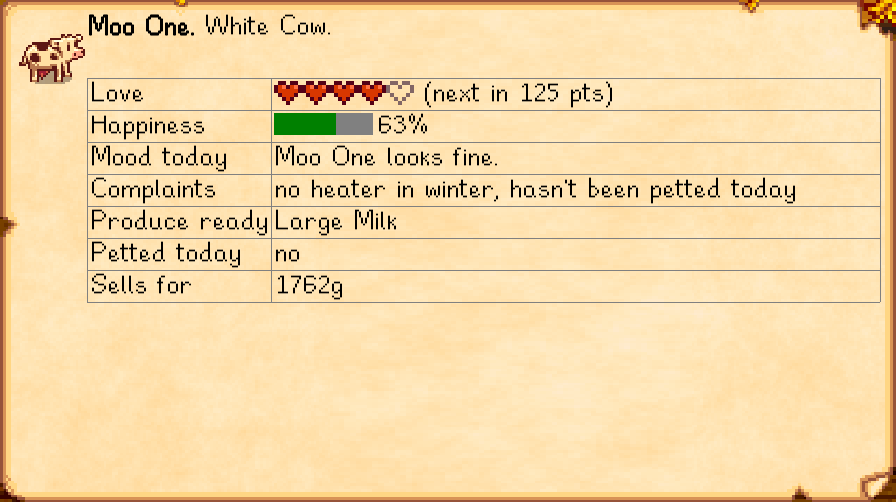 Moo One. White Cow.
Love (next in 125 pts)
Happiness 63%
Mood today Moo One looks fine.
Complaints no heater in winter, hasn't been petted today
Produce ready Large Milk
Petted today no
Sells for 1762g